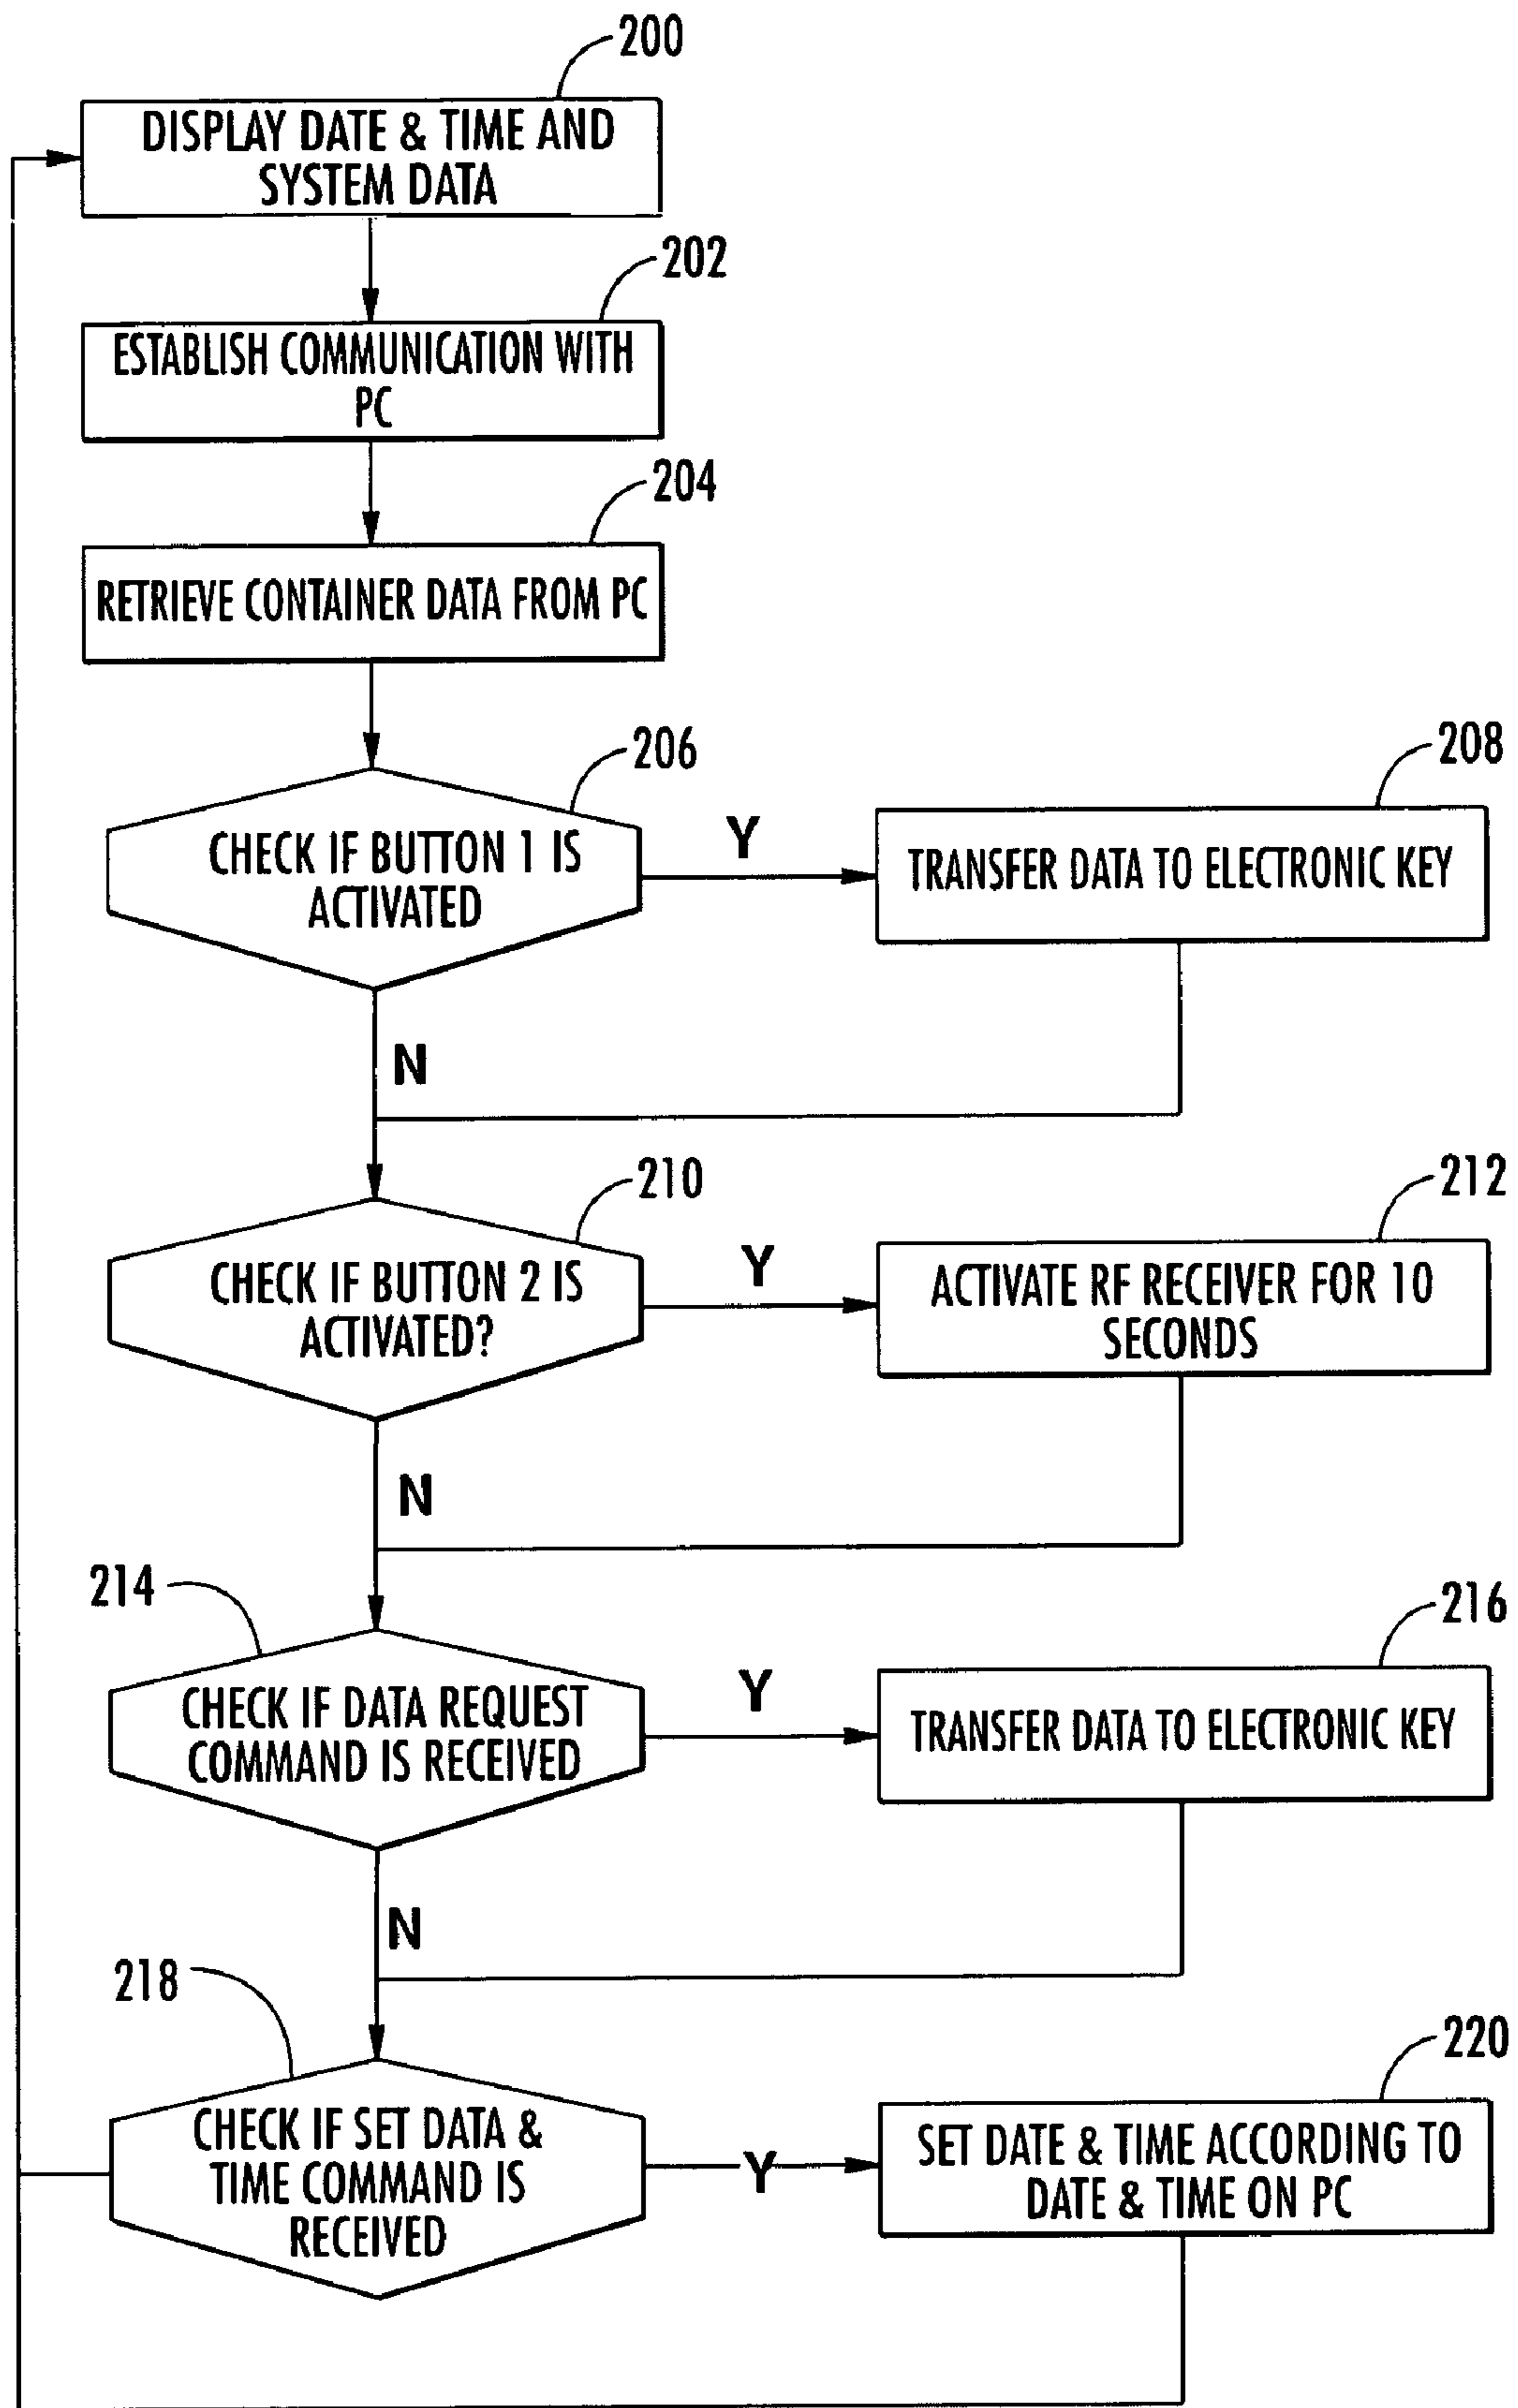 200
DISPLAY DATE & TIME AND
SYSTEM DATA
202
ESTABLISH COMMUNICATION WITH
PC
204
RETRIEVE CONTAINER DATA FROM PC
206
CHECK IF BUTTON 1 IS
ACTIVATED
Y
208
TRANSFER DATA TO ELECTRONIC KEY
N
210
CHECK IF BUTTON 2 IS
ACTIVATED?
Y
212
ACTIVATE RF RECEIVER FOR 10
SECONDS
N
214
CHECK IF DATA REQUEST
COMMAND IS RECEIVED
Y
216
TRANSFER DATA TO ELECTRONIC KEY
N
218
CHECK IF SET DATA &
TIME COMMAND IS
RECEIVED
Y
220
SET DATE & TIME ACCORDING TO
DATE & TIME ON PC